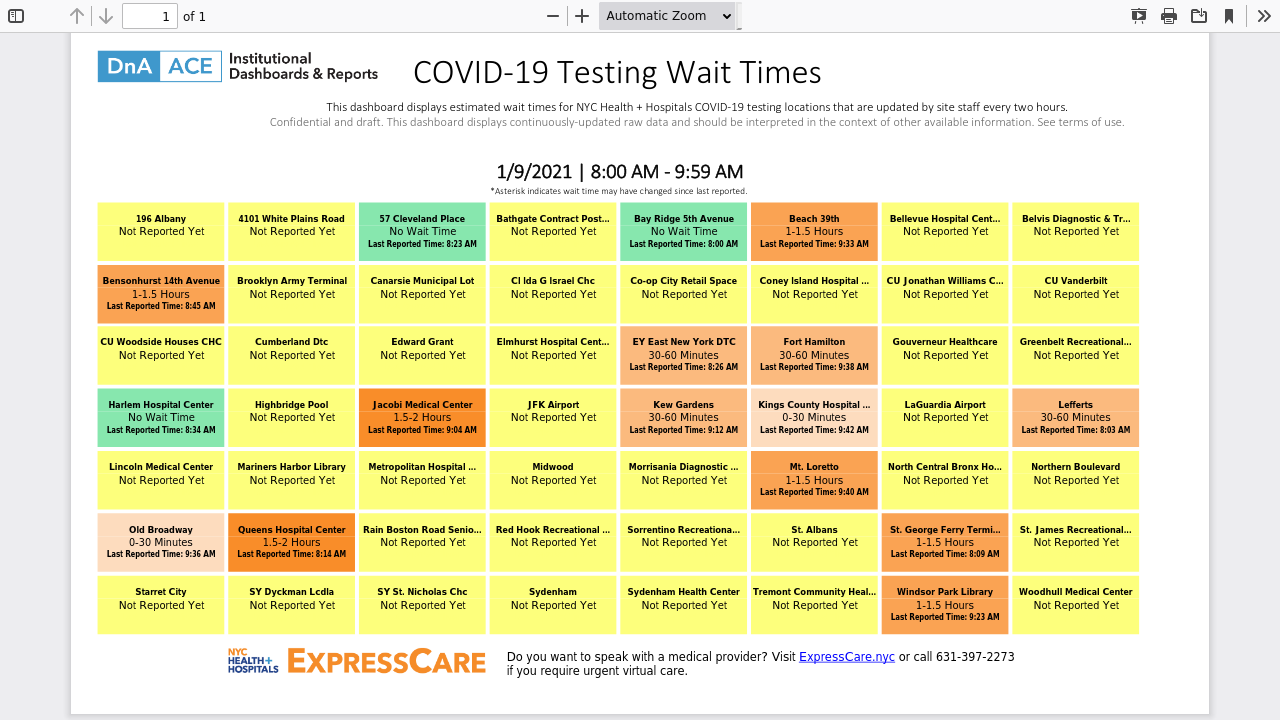 1 of 1 Automatic Zoom
DnA ACE Institutional
Dashboards & Reports
COVID-19 Testing Wait Times
This dashboard displays estimated wait times for NYC Health + Hospitals COVID-19 testing locations that are updated by site staff every two hours.
Confidential and draft. This dashboard displays continuously-updated raw data and should be interpreted in the context of other available information. See terms of use.
1/9/2021 | 8:00 AM - 9:59 AM
*Asterisk indicates wait time may have changed since last reported.
196 Albany
Not Reported Yet
4101 White Plains Road
Not Reported Yet
57 Cleveland Place
No Wait Time
Last Reported Time: 8:23 AM
Bathgate Contract Post...
Not Reported Yet
Bay Ridge 5th Avenue
No Wait Time
Last Reported Time: 8:00 AM
Beach 39th
1-1.5 Hours
Last Reported Time: 9:33 AM
Bellevue Hospital Cent...
Not Reported Yet
Belvis Diagnostic & Tr...
Not Reported Yet
Bensonhurst 14th Avenue
1-1.5 Hours
Last Reported Time: 8:45 AM
Brooklyn Army Terminal
Not Reported Yet
Canarsie Municipal Lot
Not Reported Yet
Cl Ida G Israel Chc
Not Reported Yet
Co-op City Retail Space
Not Reported Yet
Coney Island Hospital ...
Not Reported Yet
CU Jonathan Williams C...
Not Reported Yet
CU Vanderbilt
Not Reported Yet
CU Woodside Houses CHC
Not Reported Yet
Cumberland Dtc
Not Reported Yet
Edward Grant
Not Reported Yet
Elmhurst Hospital Cent...
Not Reported Yet
EY East New York DTC
30-60 Minutes
Last Reported Time: 8:26 AM
Fort Hamilton
30-60 Minutes
Last Reported Time: 9:38 AM
Gouverneur Healthcare
Not Reported Yet
Greenbelt Recreational...
Not Reported Yet
Harlem Hospital Center
No Wait Time
Last Reported Time: 8:34 AM
Highbridge Pool
Not Reported Yet
Jacobi Medical Center
1.5-2 Hours
Last Reported Time: 9:04 AM
JFK Airport
Not Reported Yet
Kew Gardens
30-60 Minutes
Last Reported Time: 9:12 AM
Kings County Hospital ...
0-30 Minutes
Last Reported Time: 9:42 AM
LaGuardia Airport
Not Reported Yet
Lefferts
30-60 Minutes
Last Reported Time: 8:03 AM
Lincoln Medical Center
Not Reported Yet
Mariners Harbor Library
Not Reported Yet
Metropolitan Hospital ...
Not Reported Yet
Midwood
Not Reported Yet
Morrisania Diagnostic ...
Not Reported Yet
Mt. Loretto
1-1.5 Hours
Last Reported Time: 9:40 AM
North Central Bronx Ho...
Not Reported Yet
Northern Boulevard
Not Reported Yet
Old Broadway
0-30 Minutes
Last Reported Time: 9:36 AM
Queens Hospital Center
1.5-2 Hours
Last Reported Time: 8:14 AM
Rain Boston Road Senio...
Not Reported Yet
Red Hook Recreational ...
Not Reported Yet
Sorrentino Recreationa...
Not Reported Yet
St. Albans
Not Reported Yet
St. George Ferry Termi...
1-1.5 Hours
Last Reported Time: 8:09 AM
St. James Recreational...
Not Reported Yet
Starret City
Not Reported Yet
SY Dyckman Lcdla
Not Reported Yet
SY St. Nicholas Chc
Not Reported Yet
Sydenham
Not Reported Yet
Sydenham Health Center
Not Reported Yet
Tremont Community Heal...
Not Reported Yet
Windsor Park Library
1-1.5 Hours
Last Reported Time: 9:23 AM
Woodhull Medical Center
Not Reported Yet
NYC
HEALTH+
HOSPITALS
EXPRESSCARE
Do you want to speak with a medical provider? Visit ExpressCare.nyc or call 631-397-2273
if you require urgent virtual care.